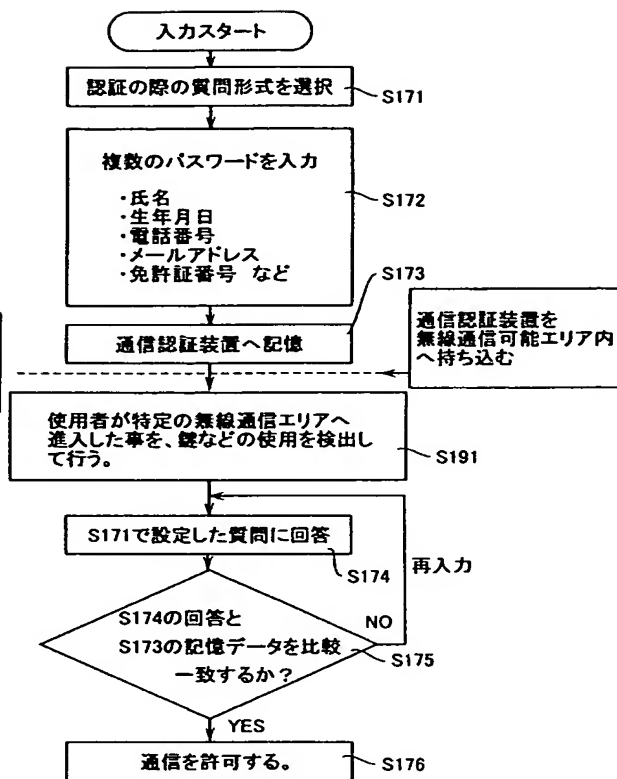 入力スタート
認証の際の質問形式を選択
S171
複数のパスワードを入力
・氏名
・生年月日
・電話番号
・メールアドレス
・免許証番号 など
S172
S173
通信認証装置へ記憶
通信認証装置を
無線通信可能エリア内
へ持ち込む
使用者が特定の無線通信エリアへ
進入した事を、鍵などの使用を検出し
て行う。
S191
S171で設定した質問に回答
S174
再入力
S174の回答と
S173の記憶データを比較
一致するか？
NO
S175
YES
通信を許可する。
S176